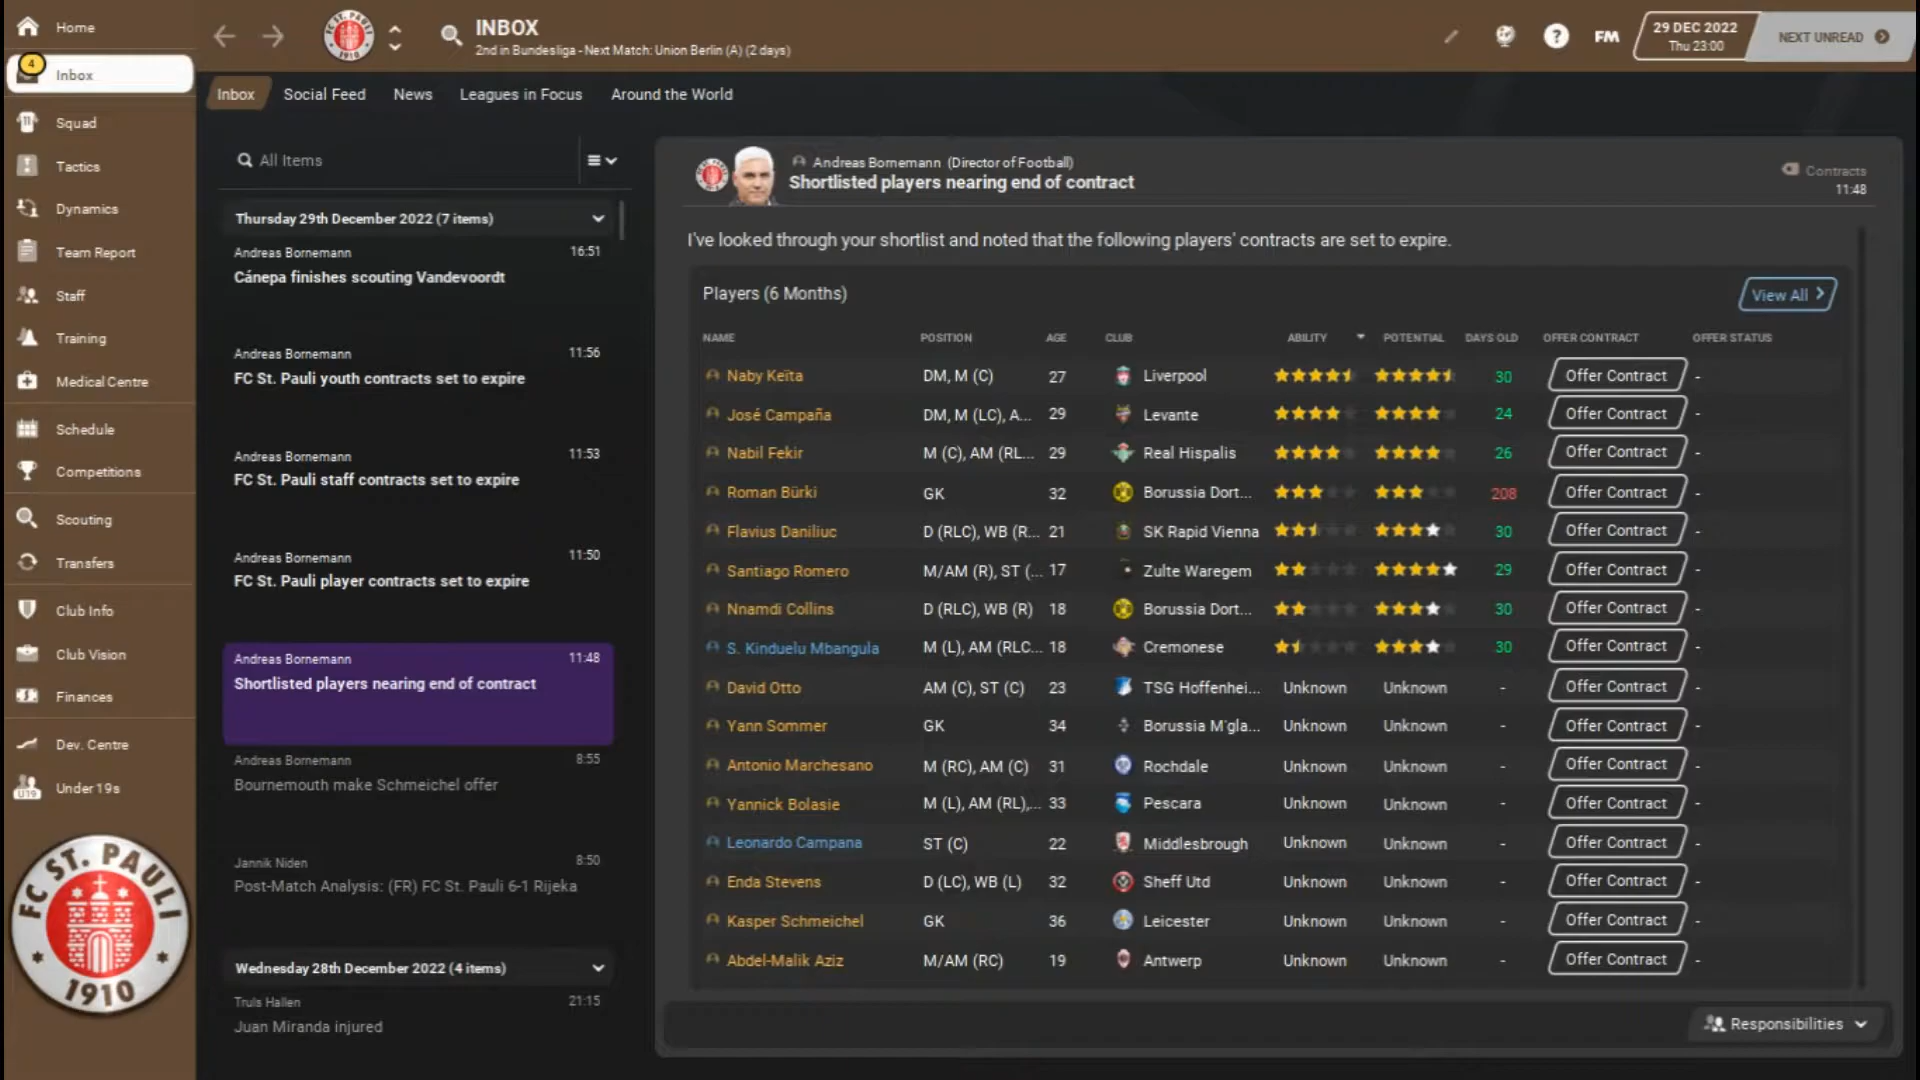 Home
4
Inbox
Squad
Tactics
Dynamics
Team Report
Staff
Training
Medical Centre
Schedule
Competitions
Scouting
Transfers
Club Info
Club Vision
Finances
Dev. Centre
U19
Under 19s
FC ST. PAULI
1910
FC ST. PAULI
1910
INBOX
2nd in Bundesliga - Next Match: Union Berlin (A) (2 days)
?
FM
29 DEC 2022
Thu 23:00
NEXT UNREAD
Inbox Social Feed News Leagues in Focus Around the World
All Items
Thursday 29th December 2022 (7 items)
Andreas Bornemann 16:51
Cánepa finishes scouting Vandevoordt
Andreas Bornemann 11:56
FC St. Pauli youth contracts set to expire
Andreas Bornemann 11:53
FC St. Pauli staff contracts set to expire
Andreas Bornemann 11:50
FC St. Pauli player contracts set to expire
Andreas Bornemann 11:48
Shortlisted players nearing end of contract
Andreas Bornemann 8:55
Bournemouth make Schmeichel offer
Jannik Niden 8:50
Post-Match Analysis: (FR) FC St. Pauli 6-1 Rijeka
Wednesday 28th December 2022 (4 items)
Truls Hallen 21:15
Juan Miranda injured
Andreas Bornemann (Director of Football)
Shortlisted players nearing end of contract
Contracts
11:48
I've looked through your shortlist and noted that the following players' contracts are set to expire.
Players (6 Months)
View All
NAME POSITION AGE CLUB ABILITY POTENTIAL DAYS OLD OFFER CONTRACT OFFER STATUS
Naby Keïta DM, M (C) 27 Liverpool 30 Offer Contract -
José Campaña DM, M (LC), A... 29 Levante 24 Offer Contract -
Nabil Fekir M (C), AM (RL... 29 Real Hispalis 26 Offer Contract -
Roman Bürki GK 32 Borussia Dort... 208 Offer Contract -
Flavius Daniliuc D (RLC), WB (R... 21 SK Rapid Vienna 30 Offer Contract -
Santiago Romero M/AM (R), ST (... 17 Zulte Waregem 29 Offer Contract -
Nnamdi Collins D (RLC), WB (R) 18 Borussia Dort... 30 Offer Contract -
S. Kinduelu Mbangula M (L), AM (RLC... 18 Cremonese 30 Offer Contract -
David Otto AM (C), ST (C) 23 TSG Hoffenhei... Unknown Unknown - Offer Contract -
Yann Sommer GK 34 Borussia M'gla... Unknown Unknown - Offer Contract -
Antonio Marchesano M (RC), AM (C) 31 Rochdale Unknown Unknown - Offer Contract -
Yannick Bolasie M (L), AM (RL),... 33 Pescara Unknown Unknown - Offer Contract -
Leonardo Campana ST (C) 22 Middlesbrough Unknown Unknown - Offer Contract -
Enda Stevens D (LC), WB (L) 32 Sheff Utd Unknown Unknown - Offer Contract -
Kasper Schmeichel GK 36 Leicester Unknown Unknown - Offer Contract -
Abdel-Malik Aziz M/AM (RC) 19 Antwerp Unknown Unknown - Offer Contract -
Responsibilities